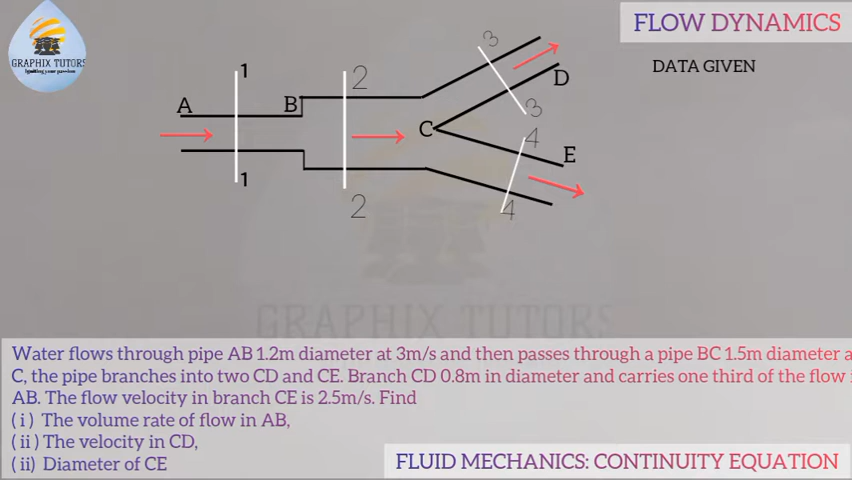 GRAPHIX TUTORS
Igniting your passion
FLOW DYNAMICS
DATA GIVEN
1
2
3
A
B
C
D
3
4
E
1
2
4
GRAPHIX TUTORS
Water flows through pipe AB 1.2m diameter at 3m/s and then passes through a pipe BC 1.5m diameter a
C, the pipe branches into two CD and CE. Branch CD 0.8m in diameter and carries one third of the flow i
AB. The flow velocity in branch CE is 2.5m/s. Find
( i ) The volume rate of flow in AB,
( ii ) The velocity in CD,
(ii) Diameter of CE
FLUID MECHANICS: CONTINUITY EQUATION